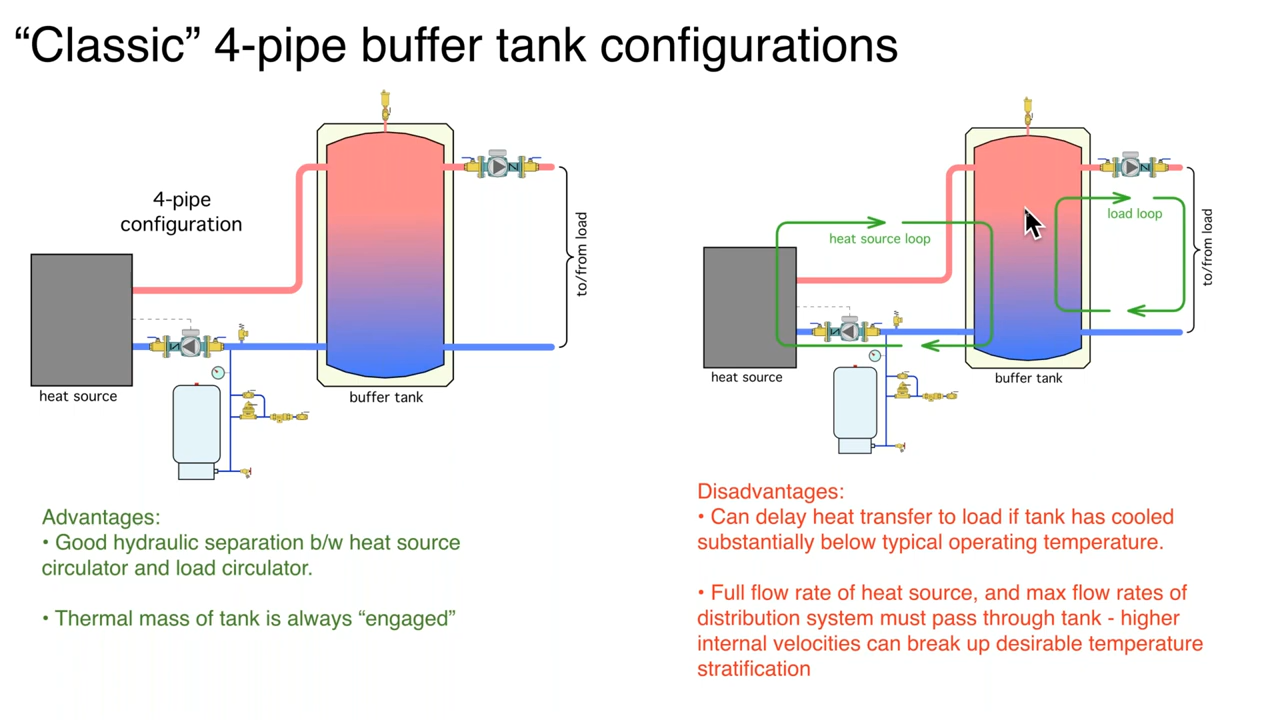 “Classic” 4-pipe buffer tank configurations
4-pipe
configuration
to/from load
heat source
buffer tank
Advantages:
• Good hydraulic separation b/w heat source
circulator and load circulator.
• Thermal mass of tank is always “engaged”
heat source loop
load loop
to/from load
heat source
buffer tank
Disadvantages:
• Can delay heat transfer to load if tank has cooled
substantially below typical operating temperature.
• Full flow rate of heat source, and max flow rates of
distribution system must pass through tank - higher
internal velocities can break up desirable temperature
stratification